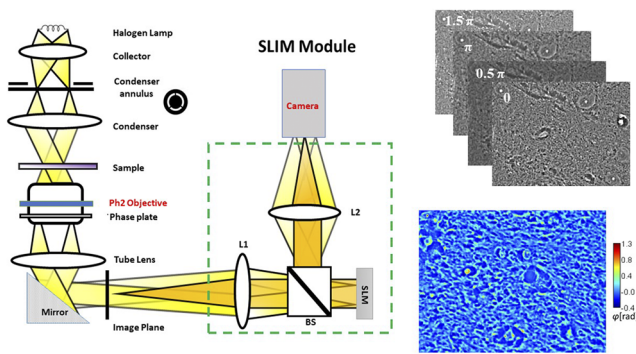 Halogen Lamp
Collector
Condenser
annulus
Condenser
Sample
Ph2 Objective
Phase plate
Tube Lens
Mirror
Image Plane
SLIM Module
Camera
L2
L1
BS
SLM
1.5 π
π
0.5 π
0
1.3
0.8
0.4
-0.0
-0.4
φ[rad